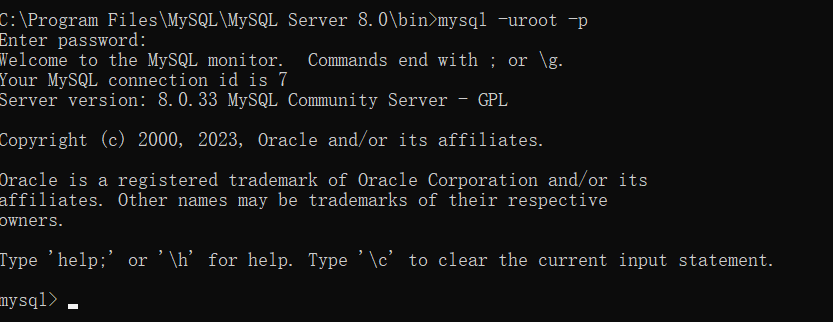 C:\Program Files\MySQL\MySQL Server 8.0\bin>mysql -uroot -p
Enter password:
Welcome to the MySQL monitor.  Commands end with ; or \g.
Your MySQL connection id is 7
Server version: 8.0.33 MySQL Community Server - GPL
Copyright (c) 2000, 2023, Oracle and/or its affiliates.
Oracle is a registered trademark of Oracle Corporation and/or its
affiliates. Other names may be trademarks of their respective
owners.
Type 'help;' or '\h' for help. Type '\c' to clear the current input statement.
mysql>